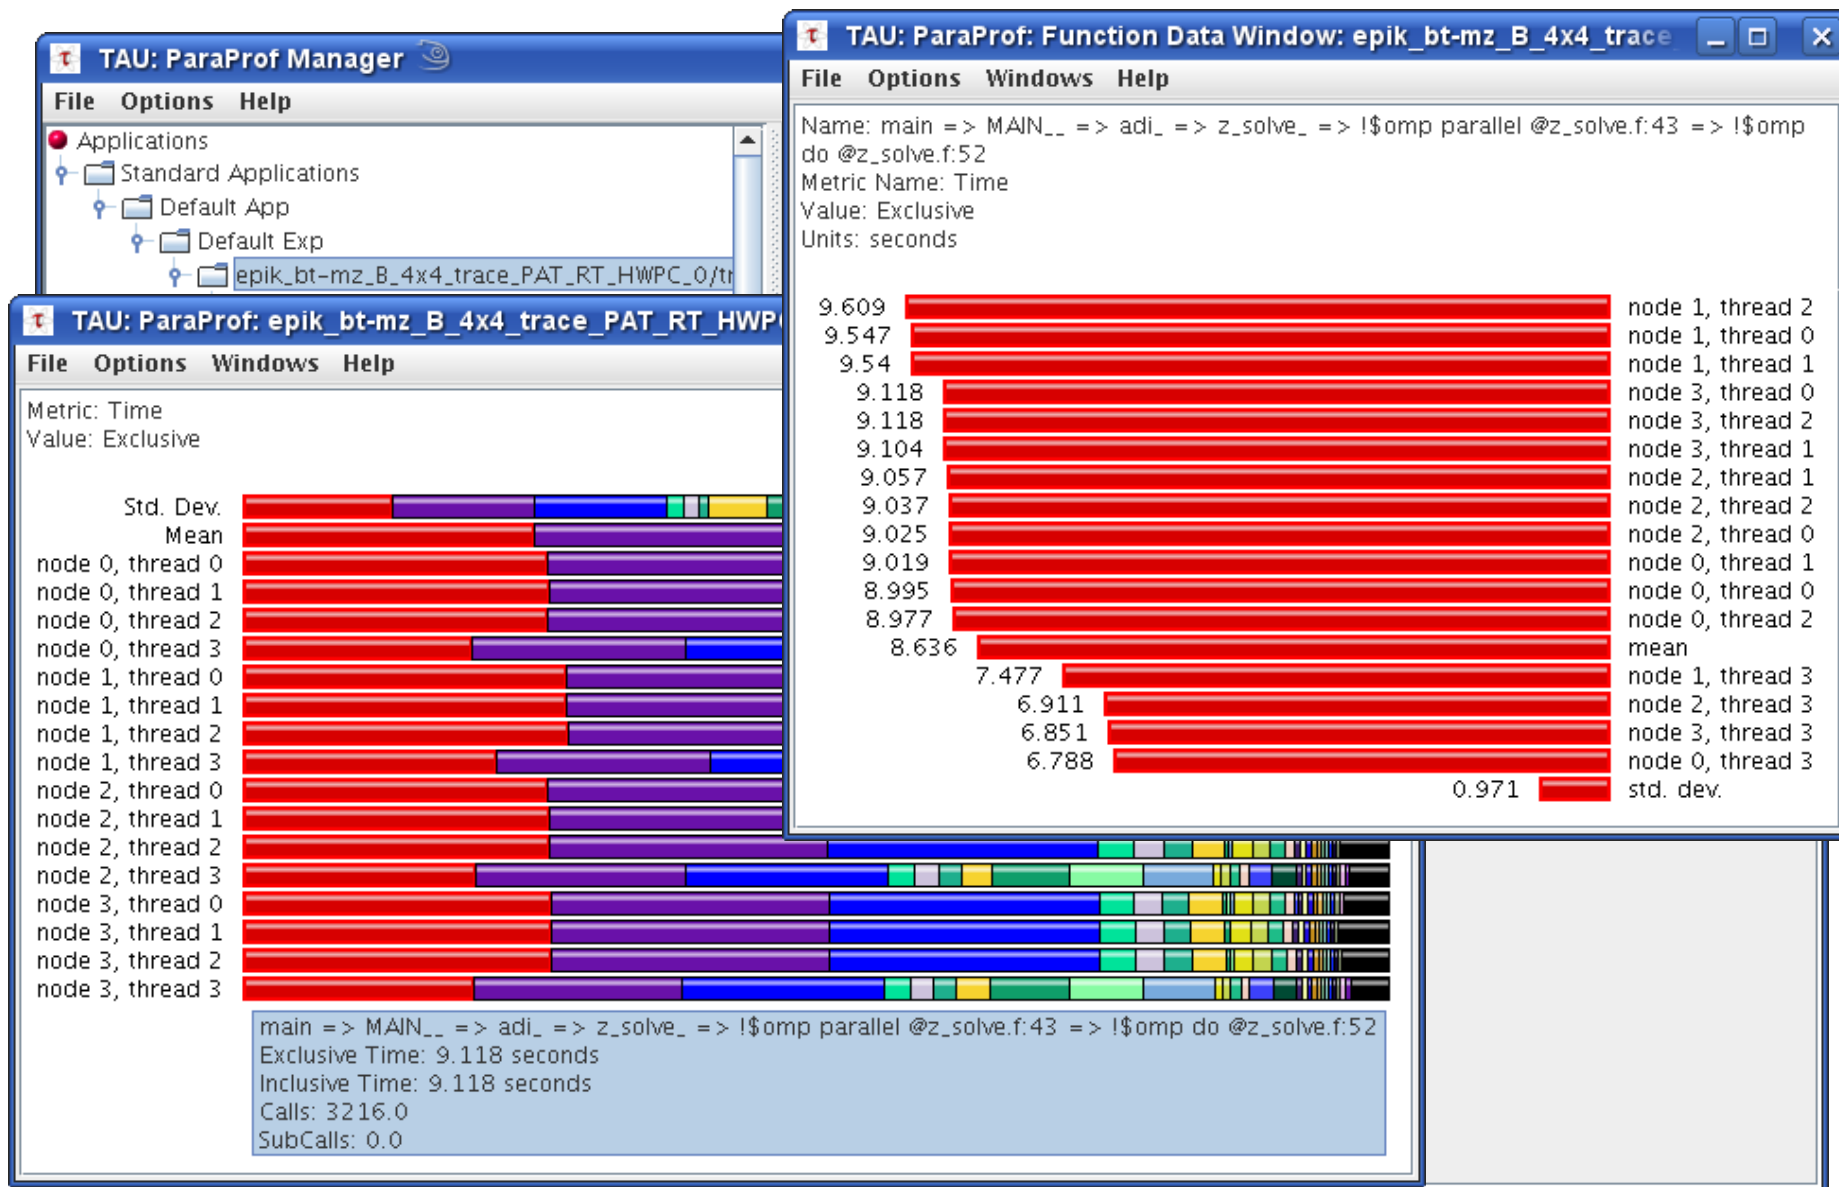 TAU: ParaProf Manager
File Options Help
Applications
Standard Applications
Default App
Default Exp
epik_bt-mz_B_4x4_trace_PAT_RT_HWPC_0/tr
TAU: ParaProf: Function Data Window: epik_bt-mz_B_4x4_trace
File Options Windows Help
Name: main => MAIN__ => adi_ => z_solve_ => !$omp parallel @z_solve.f:43 => !$omp
do @z_solve.f:52
Metric Name: Time
Value: Exclusive
Units: seconds
9.609 node 1, thread 2
9.547 node 1, thread 0
9.54 node 1, thread 1
9.118 node 3, thread 0
9.118 node 3, thread 2
9.104 node 3, thread 1
9.057 node 2, thread 1
9.037 node 2, thread 2
9.025 node 2, thread 0
9.019 node 0, thread 1
8.995 node 0, thread 0
8.977 node 0, thread 2
8.636 mean
7.477 node 1, thread 3
6.911 node 2, thread 3
6.851 node 3, thread 3
6.788 node 0, thread 3
0.971 std. dev.
TAU: ParaProf: epik_bt-mz_B_4x4_trace_PAT_RT_HWP
File Options Windows Help
Metric: Time
Value: Exclusive
Std. Dev.
Mean
node 0, thread 0
node 0, thread 1
node 0, thread 2
node 0, thread 3
node 1, thread 0
node 1, thread 1
node 1, thread 2
node 1, thread 3
node 2, thread 0
node 2, thread 1
node 2, thread 2
node 2, thread 3
node 3, thread 0
node 3, thread 1
node 3, thread 2
node 3, thread 3
main => MAIN__ => adi_ => z_solve_ => !$omp parallel @z_solve.f:43 => !$omp do @z_solve.f:52
Exclusive Time: 9.118 seconds
Inclusive Time: 9.118 seconds
Calls: 3216.0
SubCalls: 0.0